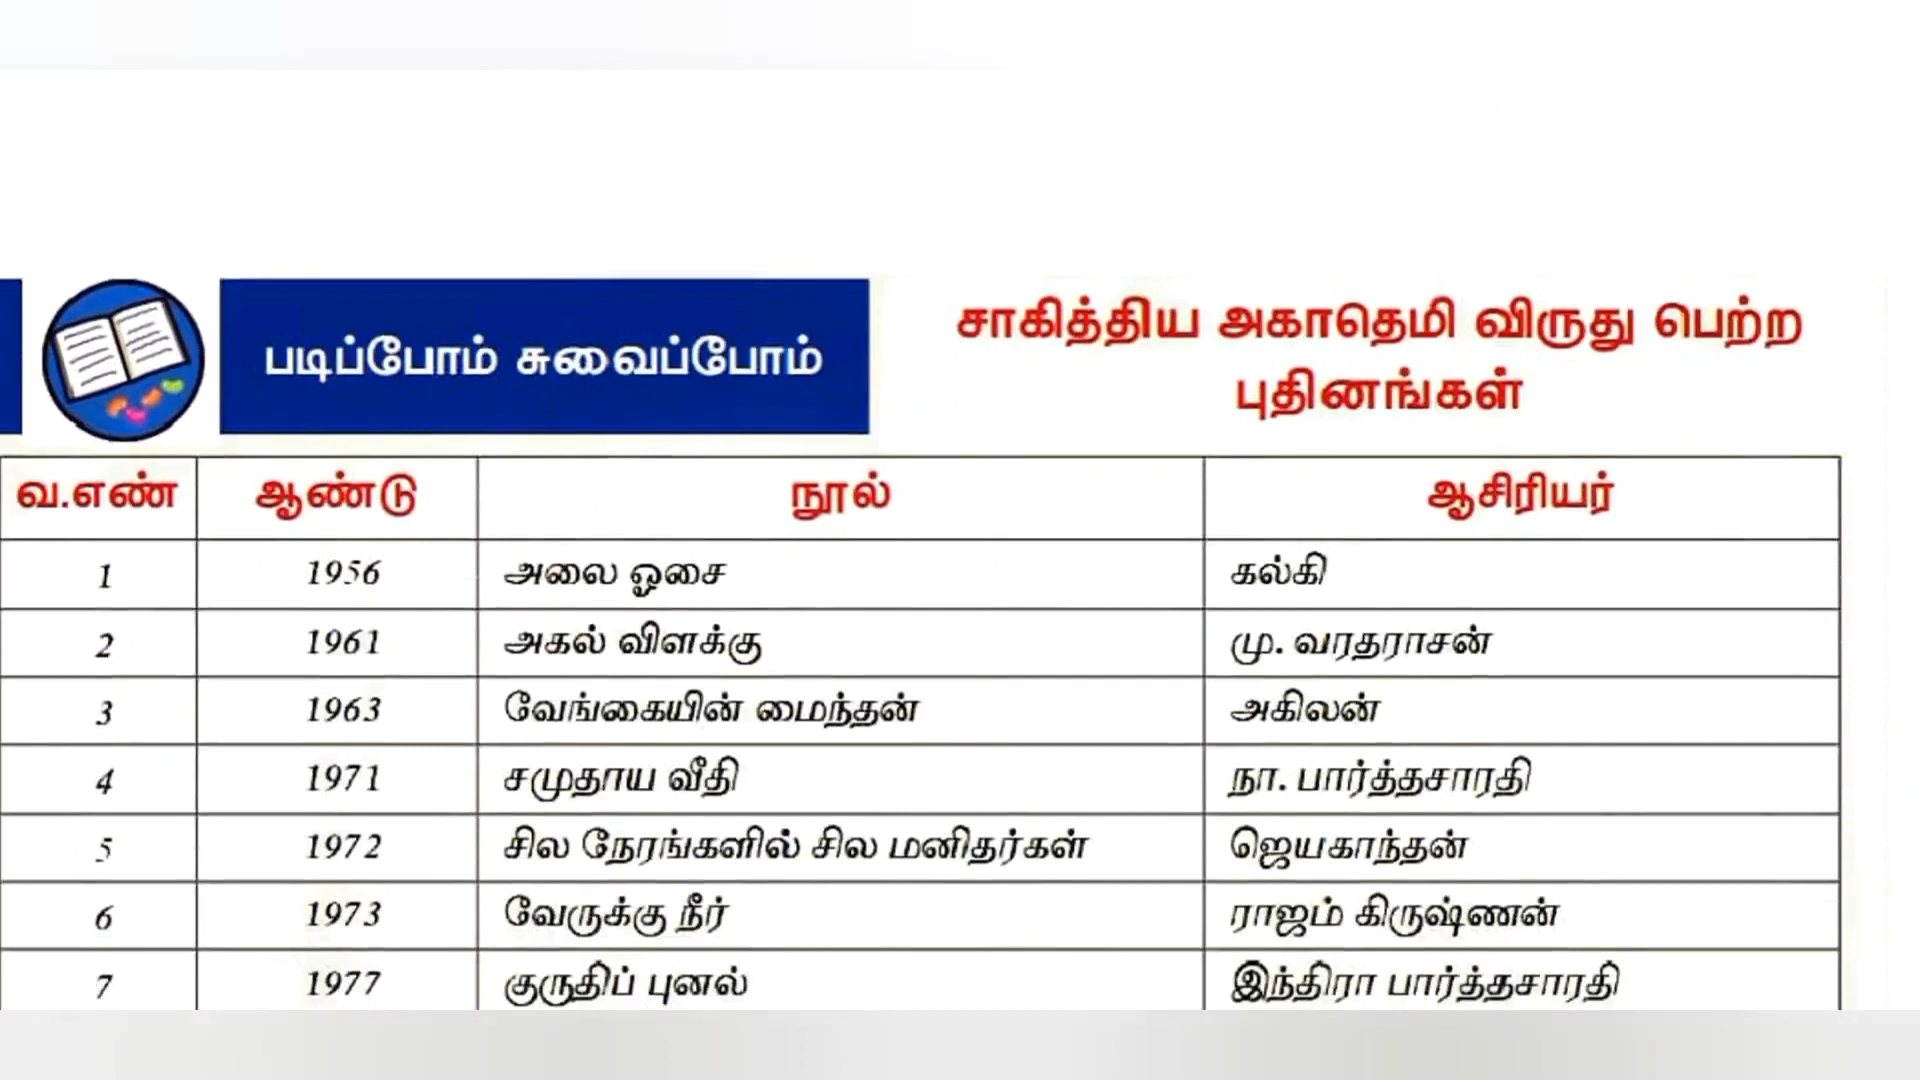 படிப்போம் சுவைப்போம்
சாகித்திய அகாதெமி விருது பெற்ற
புதினங்கள்
வ.எண் ஆண்டு நூல் ஆசிரியர்
1 1956 அலை ஓசை கல்கி
2 1961 அகல் விளக்கு மு. வரதராசன்
3 1963 வேங்கையின் மைந்தன் அகிலன்
4 1971 சமுதாய வீதி நா. பார்த்தசாரதி
5 1972 சில நேரங்களில் சில மனிதர்கள் ஜெயகாந்தன்
6 1973 வேருக்கு நீர் ராஜம் கிருஷ்ணன்
7 1977 குருதிப் புனல் இந்திரா பார்த்தசாரதி